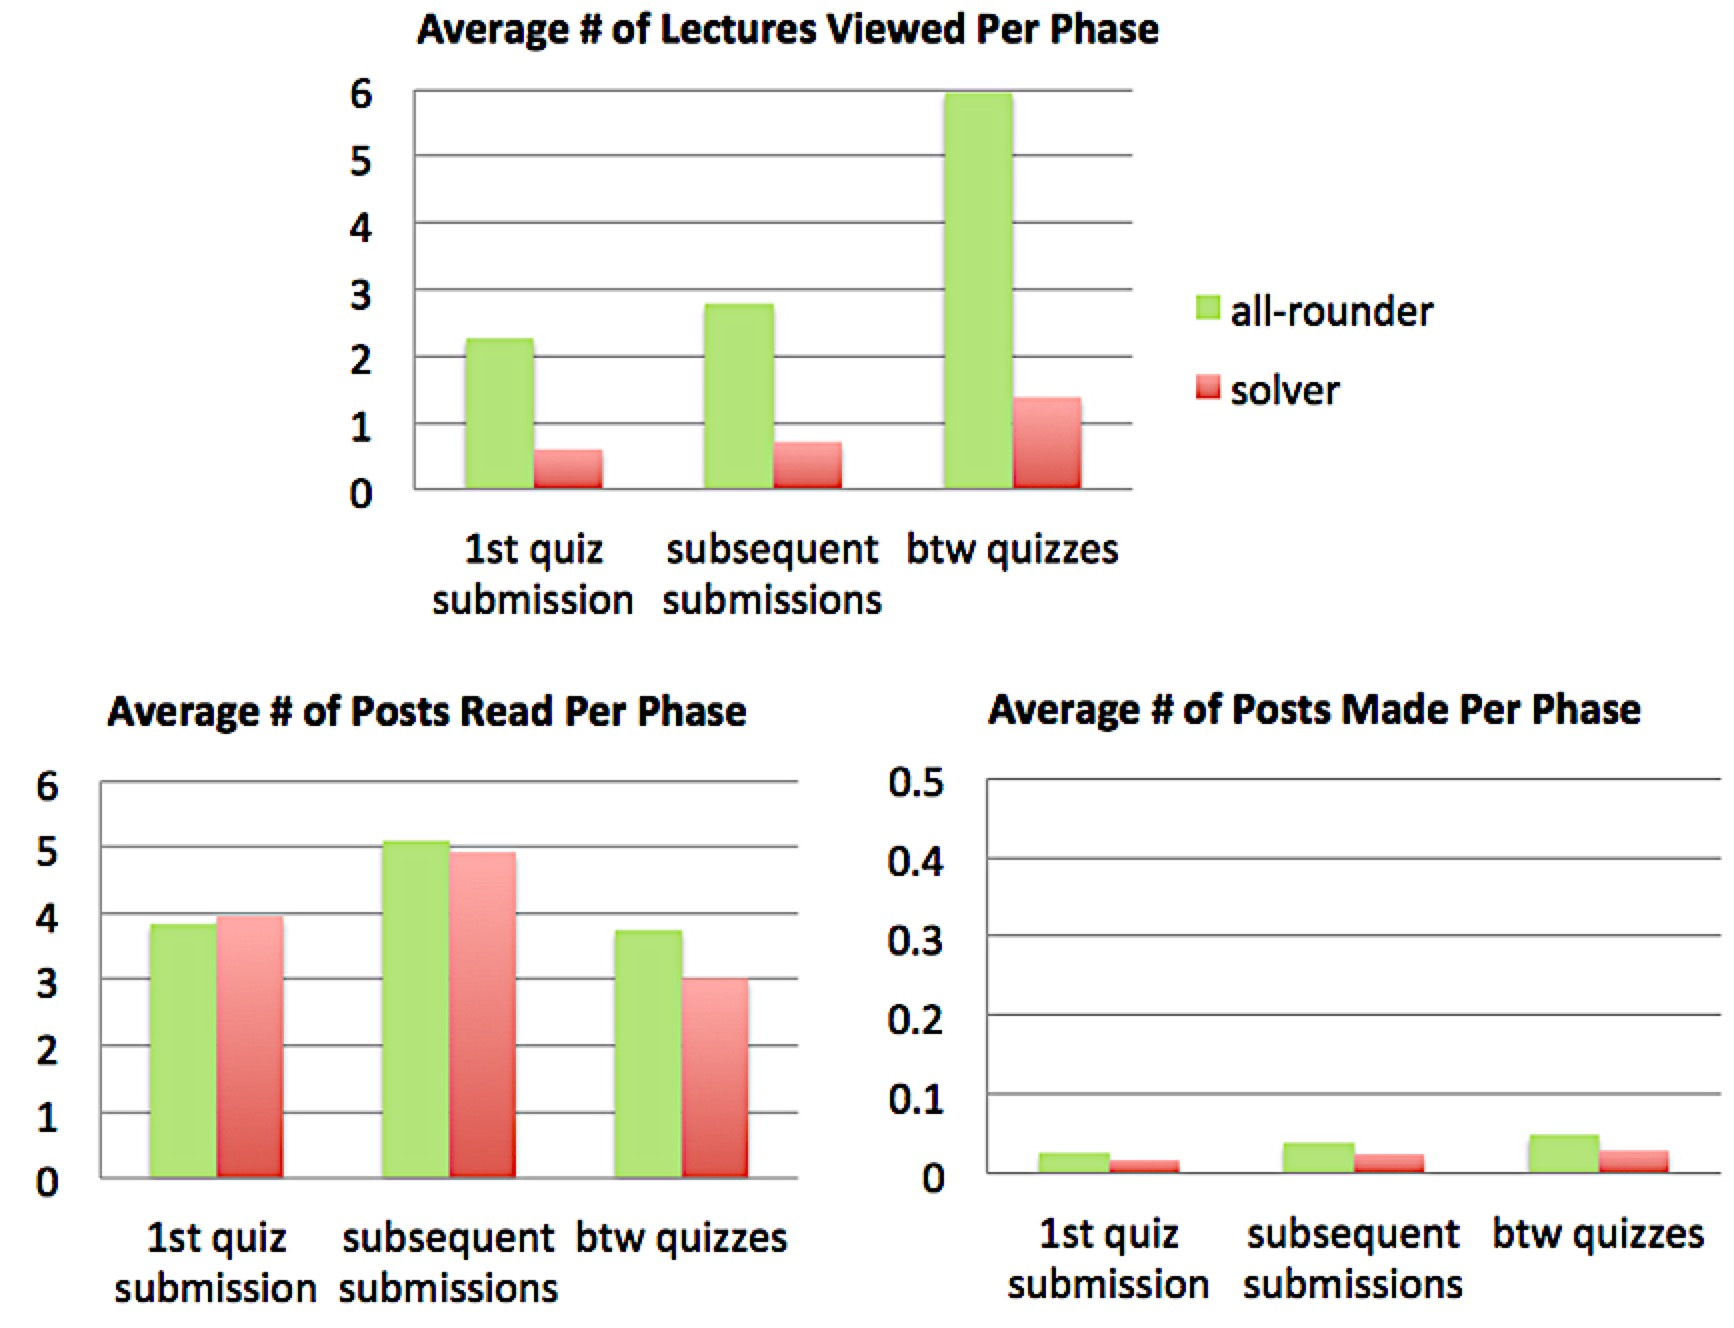 Average # of Lectures Viewed Per Phase
6
5
4
3
2
1
0
1st quiz submission
subsequent submissions
btw quizzes
all-rounder
solver
Average # of Posts Read Per Phase
6
5
4
3
2
1
0
1st quiz submission
subsequent submissions
btw quizzes
Average # of Posts Made Per Phase
0.5
0.4
0.3
0.2
0.1
0
1st quiz submission
subsequent submissions
btw quizzes